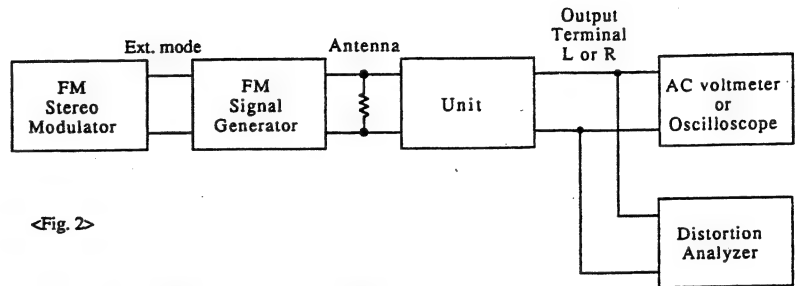 Output
Terminal
L or R
Ext. mode
Antenna
FM
Stereo
Modulator
FM
Signal
Generator
Unit
AC voltmeter
or
Oscilloscope
<Fig. 2>
Distortion
Analyzer